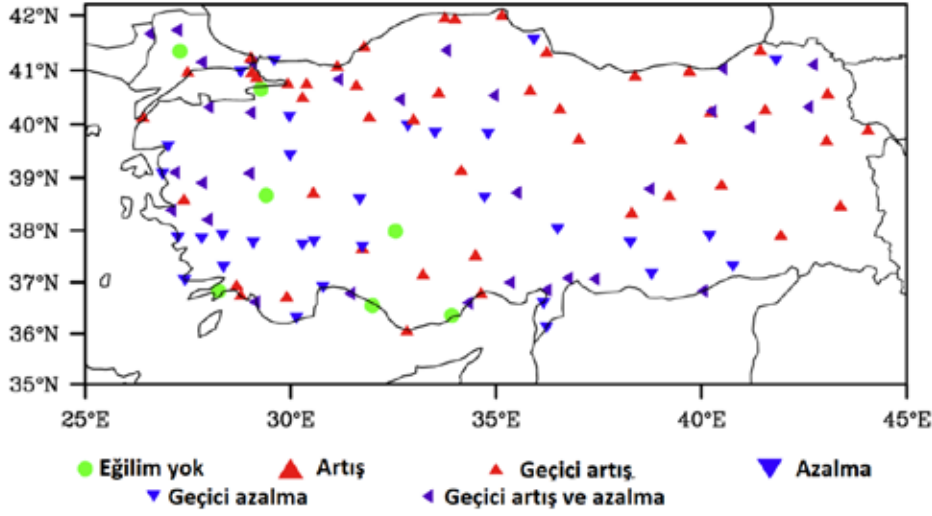 42°N
41°N
40°N
39°N
38°N
37°N
36°N
35°N
25°E 30°E 35°E 40°E 45°E
Eğilim yok Artış Geçici artış Azalma
Geçici azalma Geçici artış ve azalma